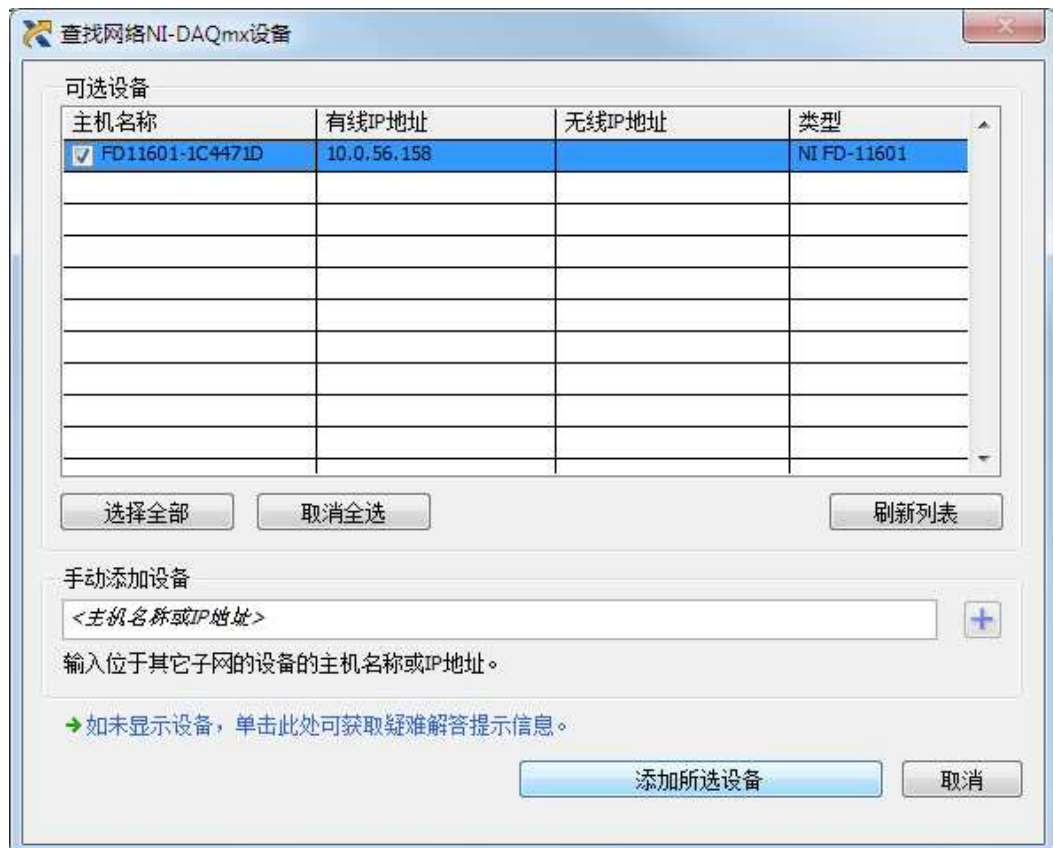 查找网络NI-DAQmx设备
可选设备
主机名称 有线IP地址 无线IP地址 类型
FD11601-1C4471D 10.0.56.158 NI FD-11601
选择全部 取消全选 刷新列表
手动添加设备
<主机名称或IP地址>
输入位于其它子网的设备的主机名称或IP地址。
如未显示设备，单击此处可获取疑难解答提示信息。
添加所选设备 取消